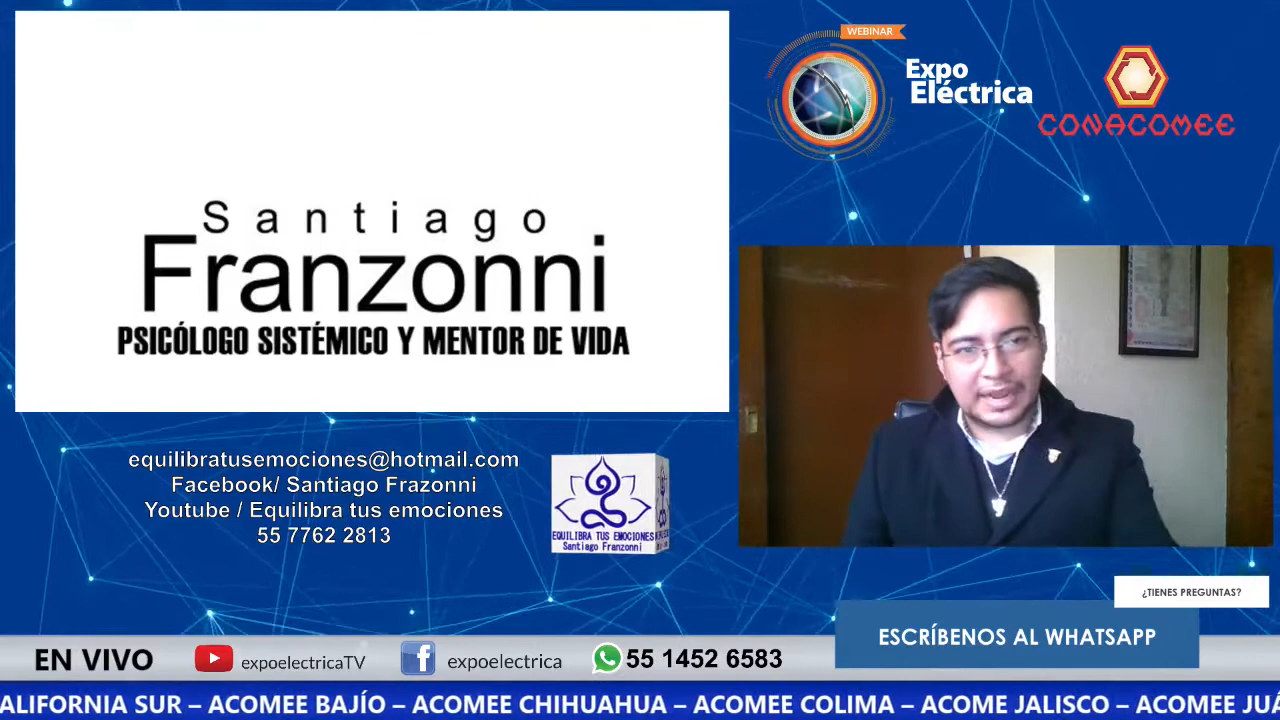 Santiago
Franzonni
PSICÓLOGO SISTÉMICO Y MENTOR DE VIDA
WEBINAR
Expo
Eléctrica
CONACOMEE
equilibratusemociones@hotmail.com
Facebook/ Santiago Frazonni
Youtube / Equilibra tus emociones
55 7762 2813
EQUILIBRA TUS EMOCIONES
Santiago Franzonni
¿TIENES PREGUNTAS?
ESCRÍBENOS AL WHATSAPP
EN VIVO
expoelectricaTV
expoelectrica
55 1452 6583
ALIFORNIA SUR – ACOMEE BAJÍO – ACOMEE CHIHUAHUA – ACOMEE COLIMA – ACOME JALISCO – ACOMEE JUÁ